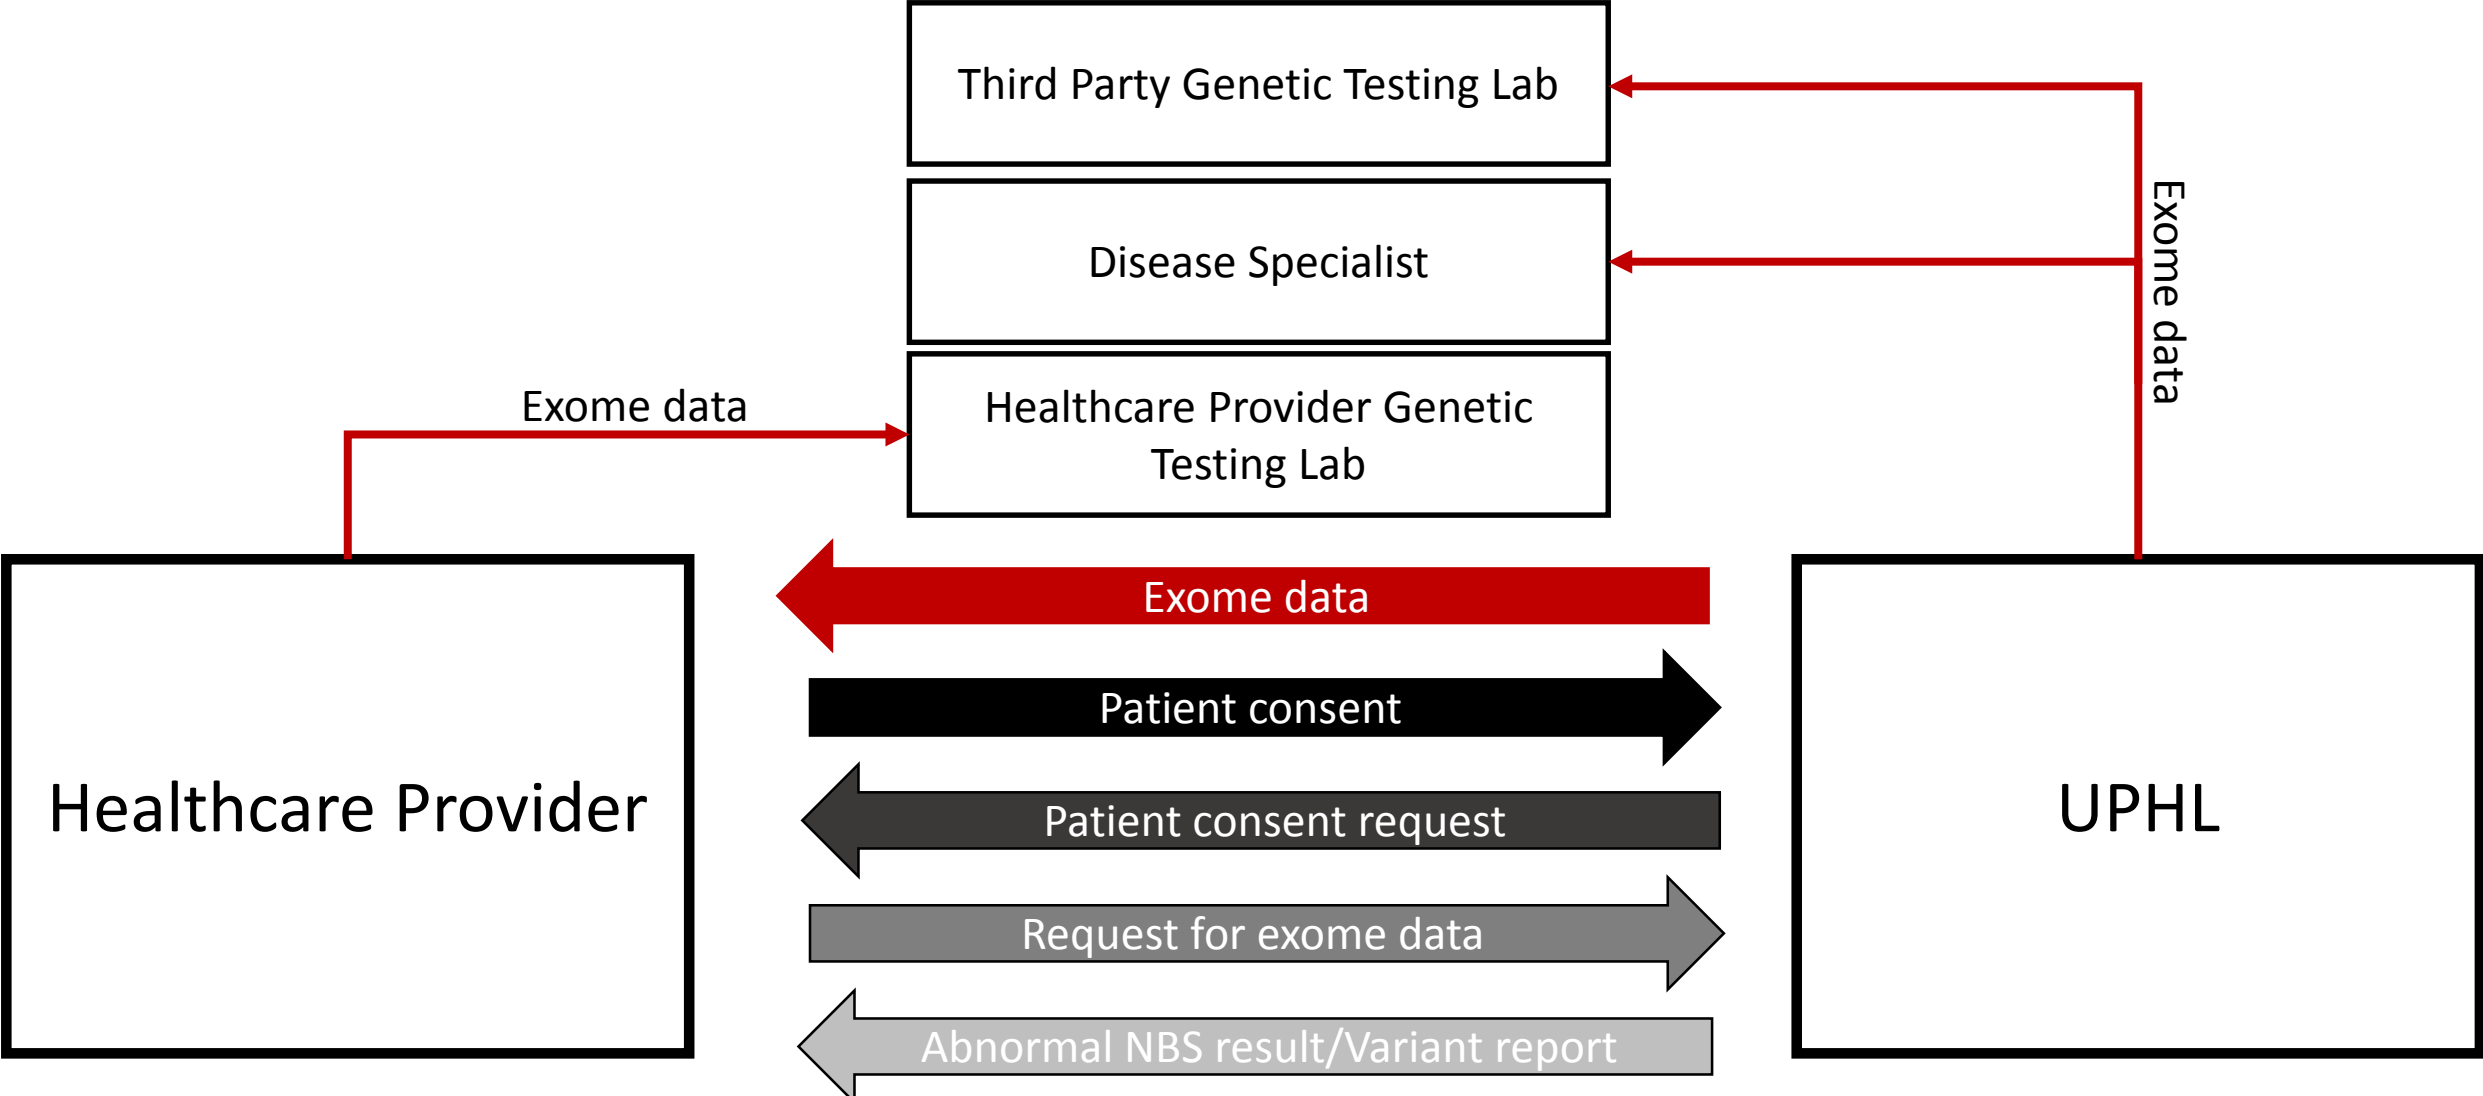 Third Party Genetic Testing Lab
Disease Specialist
Exome data
Exome data
Healthcare Provider Genetic
Testing Lab
Exome data
Patient consent
Healthcare Provider
Patient consent request
UPHL
Request for exome data
Abnormal NBS result/Variant report